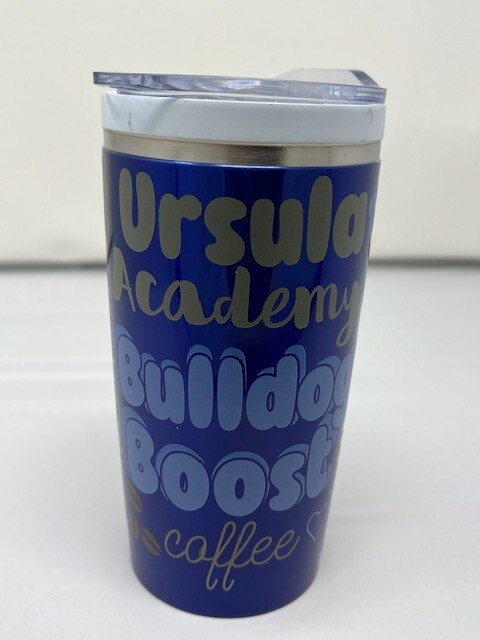 Ursula
Academy
Bulldog
Boost
coffee